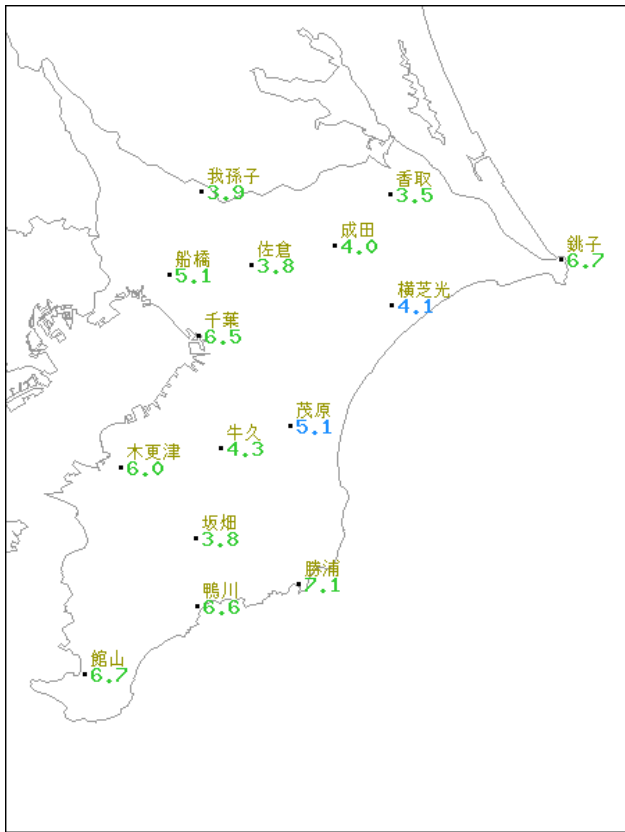 我孫子
3.9
香取
3.5
成田
4.0
銚子
6.7
佐倉
3.8
船橋
5.1
横芝光
4.1
千葉
6.5
茂原
5.1
牛久
4.3
木更津
6.0
坂畑
3.8
勝浦
7.1
鴨川
6.6
館山
6.7